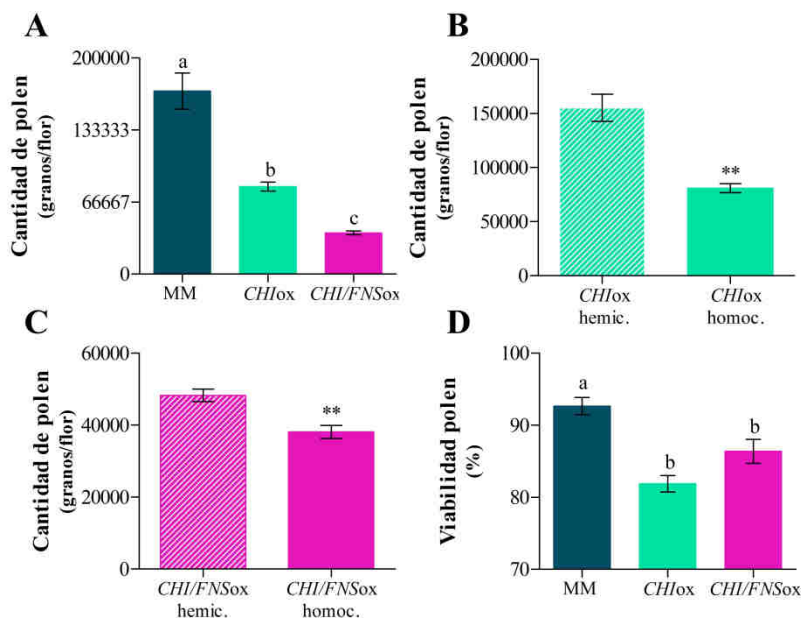 A
Cantidad de polen
(granos/flor)
200000
133333
66667
0
a
b
c
MM
CHIox
CHI/FNSox
B
Cantidad de polen
(granos/flor)
200000
150000
100000
50000
0
**
CHIox
hemic.
CHIox
homoc.
C
Cantidad de polen
(granos/flor)
60000
40000
20000
0
**
CHI/FNSox
hemic.
CHI/FNSox
homoc.
D
Viabilidad polen
(%)
100
90
80
70
a
b
b
MM
CHIox
CHI/FNSox